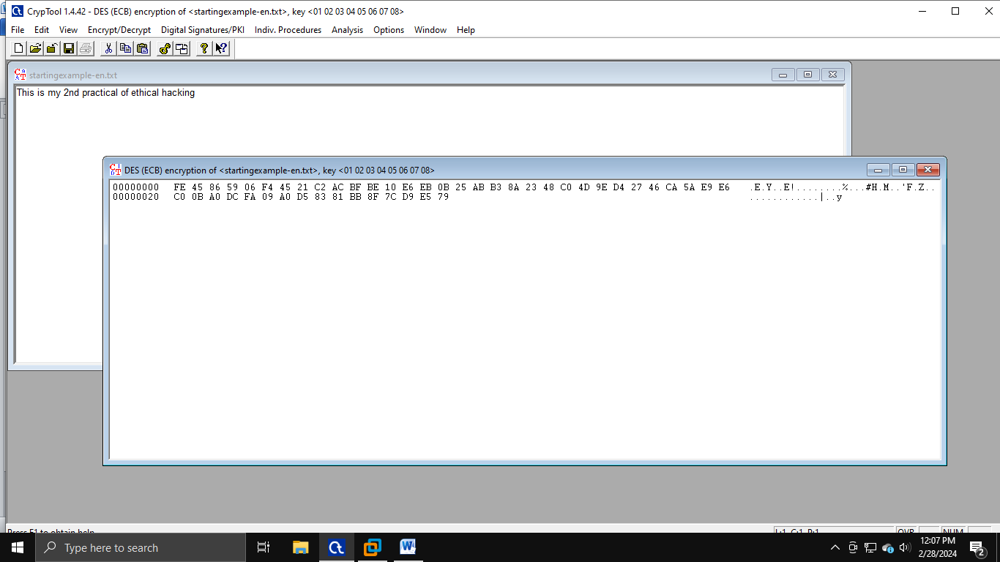 CrypTool 1.4.42 - DES (ECB) encryption of <startingexample-en.txt>, key <01 02 03 04 05 06 07 08>
File Edit View Encrypt/Decrypt Digital Signatures/PKI Indiv. Procedures Analysis Options Window Help
startingexample-en.txt
This is my 2nd practical of ethical hacking
DES (ECB) encryption of <startingexample-en.txt>, key <01 02 03 04 05 06 07 08>
00000000 FE 45 86 59 06 F4 45 21 C2 AC BF BE 10 E6 EB 0B 25 AB B3 8A 23 48 C0 4D 9E D4 27 46 CA 5A E9 E6 .E.Y..E!........%...#H.M..'F.Z..
00000020 C0 0B A0 DC FA 09 A0 D5 83 81 BB 8F 7C D9 E5 79 ............|..y
Press F1 to obtain help.
L:1 C:1 P:1 OVR NUM
Type here to search
12:07 PM
2/28/2024
2